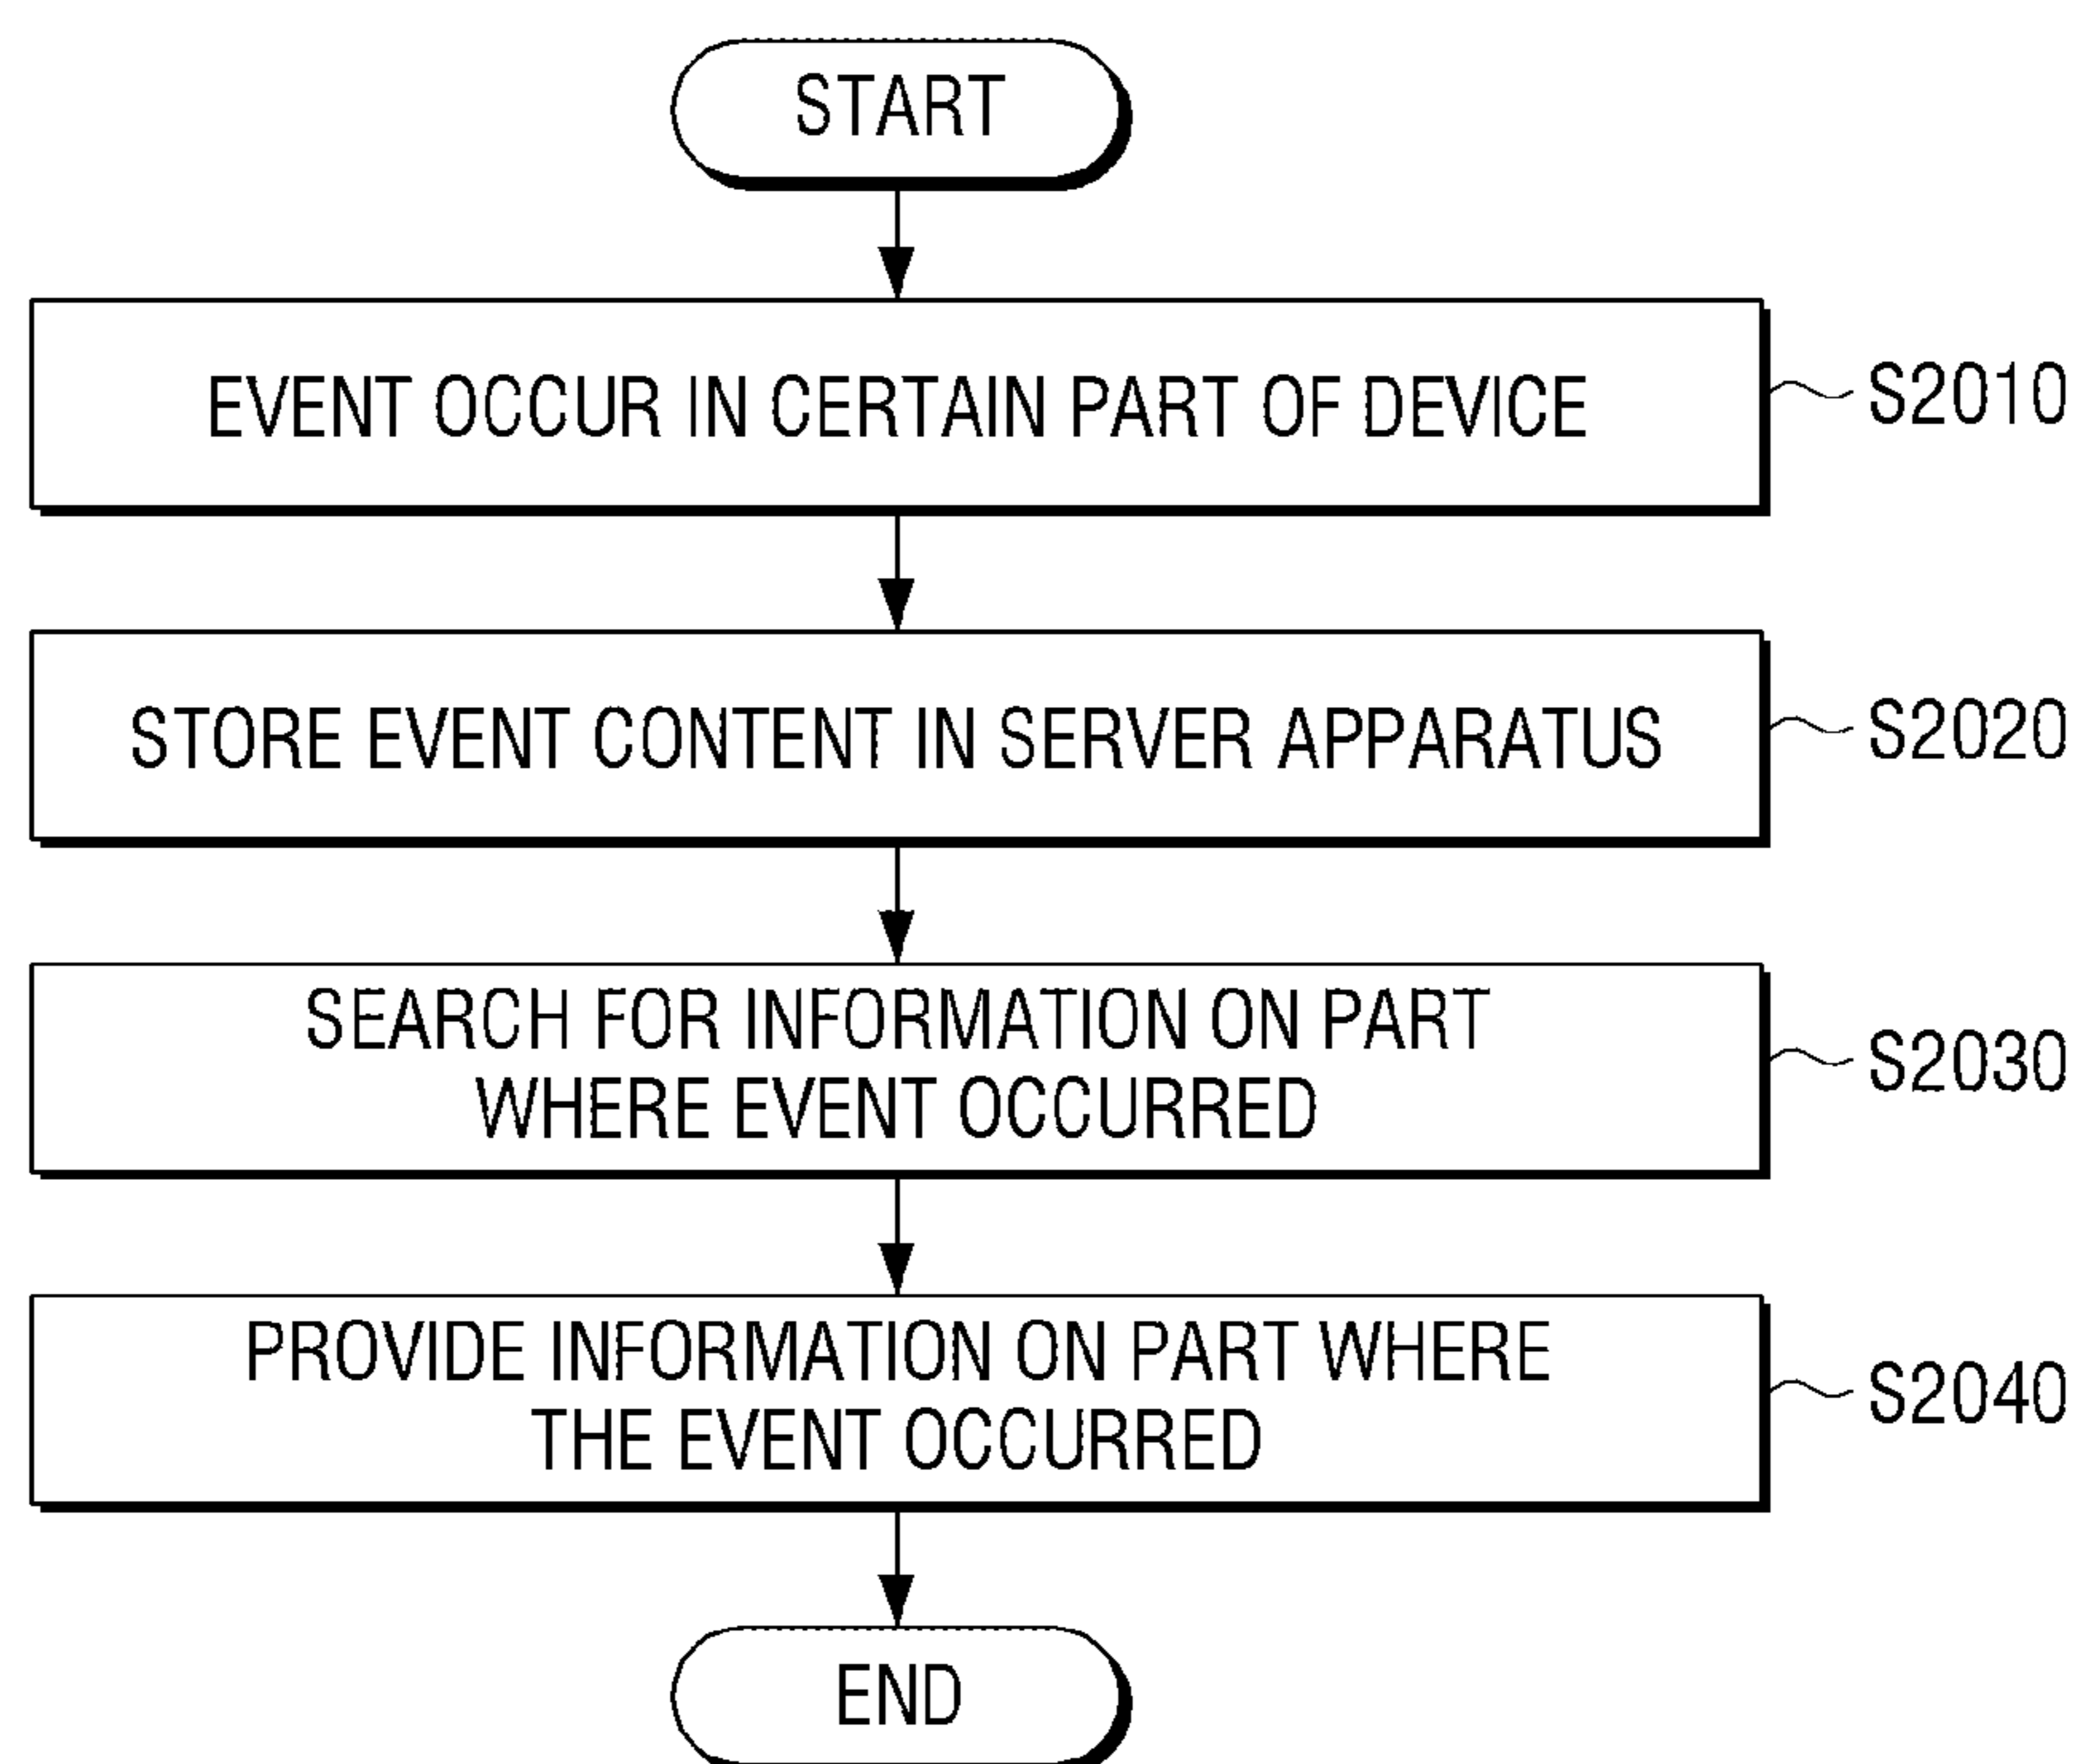 START
EVENT OCCUR IN CERTAIN PART OF DEVICE
S2010
STORE EVENT CONTENT IN SERVER APPARATUS
S2020
SEARCH FOR INFORMATION ON PART
WHERE EVENT OCCURRED
S2030
PROVIDE INFORMATION ON PART WHERE
THE EVENT OCCURRED
S2040
END